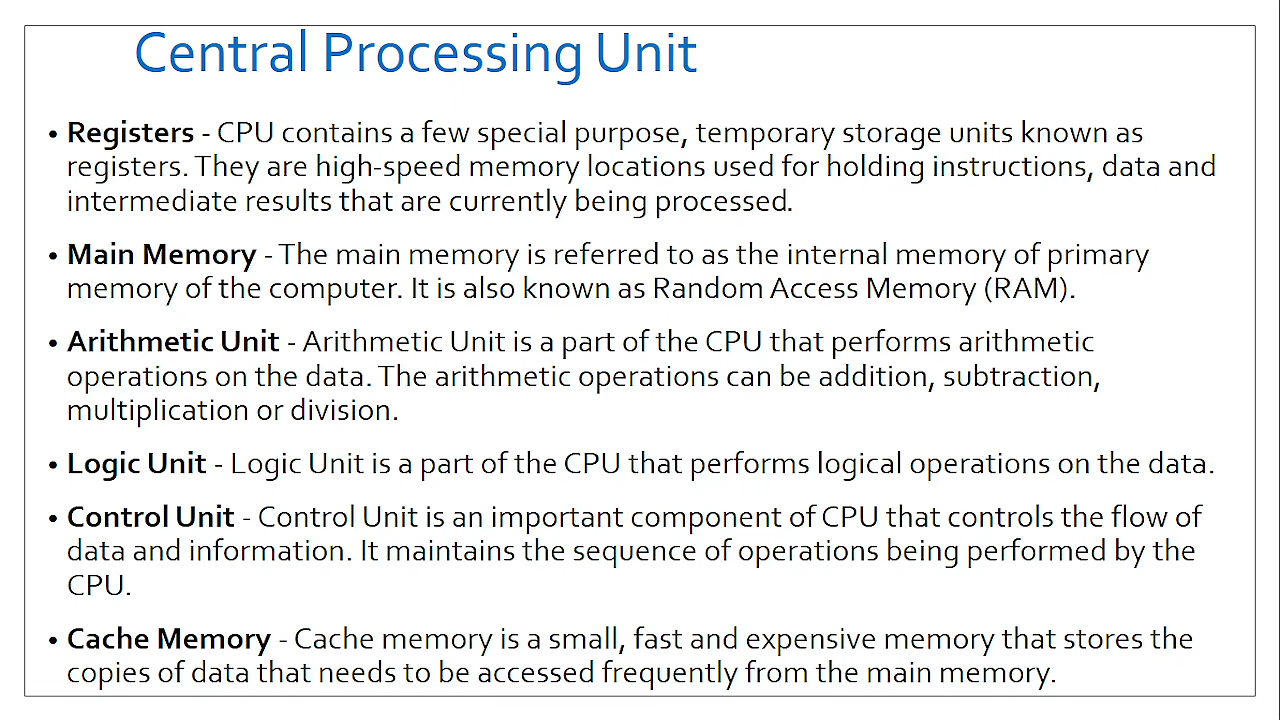 Central Processing Unit
• Registers - CPU contains a few special purpose, temporary storage units known as
registers. They are high-speed memory locations used for holding instructions, data and
intermediate results that are currently being processed.
• Main Memory - The main memory is referred to as the internal memory of primary
memory of the computer. It is also known as Random Access Memory (RAM).
• Arithmetic Unit - Arithmetic Unit is a part of the CPU that performs arithmetic
operations on the data. The arithmetic operations can be addition, subtraction,
multiplication or division.
• Logic Unit - Logic Unit is a part of the CPU that performs logical operations on the data.
• Control Unit - Control Unit is an important component of CPU that controls the flow of
data and information. It maintains the sequence of operations being performed by the
CPU.
• Cache Memory - Cache memory is a small, fast and expensive memory that stores the
copies of data that needs to be accessed frequently from the main memory.